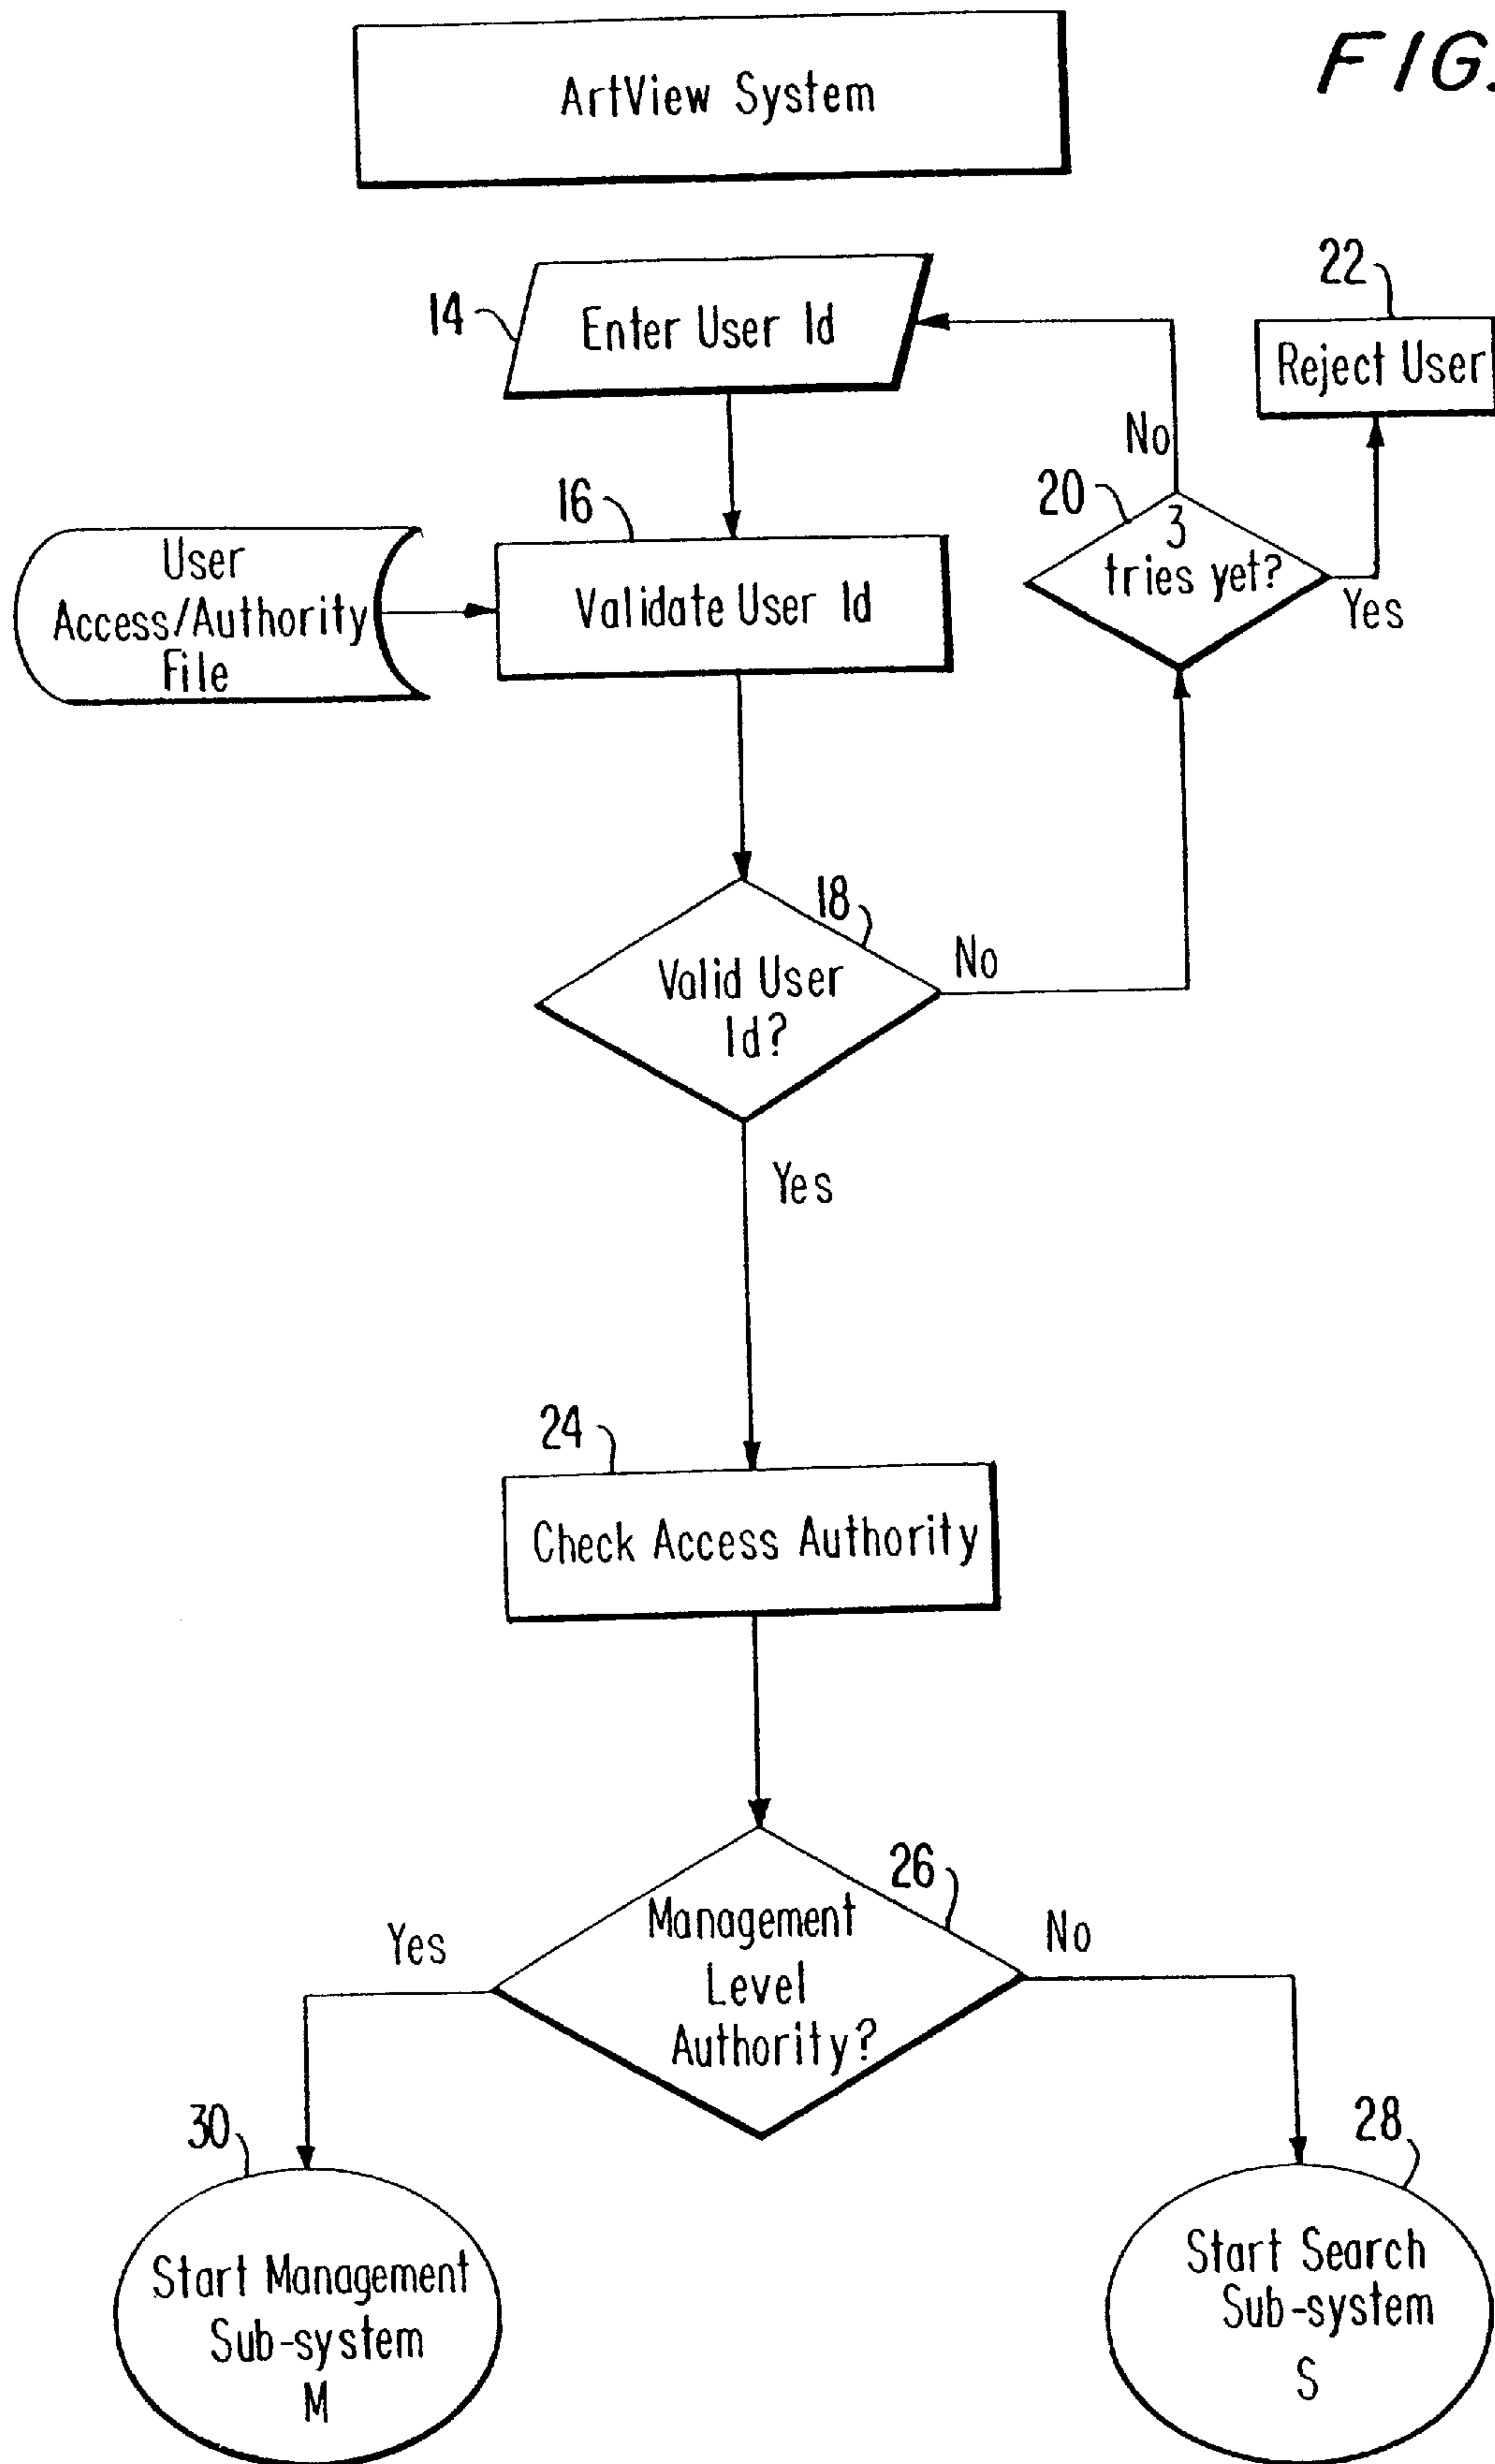 FIG.
ArtView System
14
Enter User Id
22
Reject User
No
20
3
tries yet?
Yes
16
User
Access/Authority
File
Validate User Id
18
Valid User
Id?
No
Yes
24
Check Access Authority
26
Management
Level
Authority?
Yes
No
30
Start Management
Sub-system
M
28
Start Search
Sub-system
S